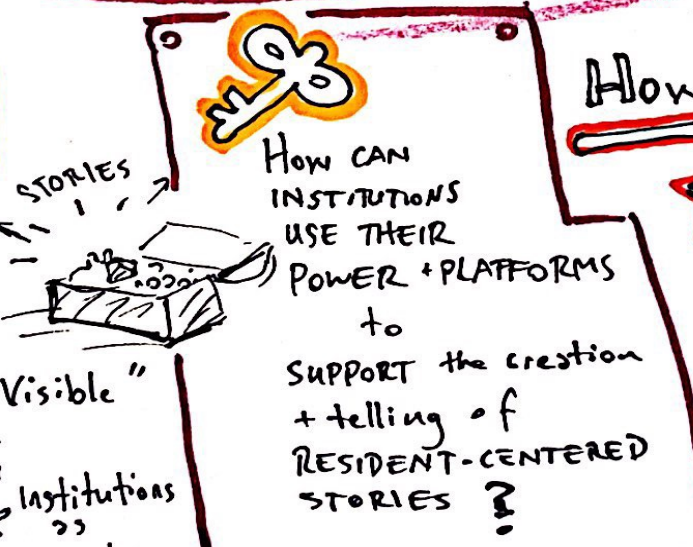 How
STORIES
How CAN
INSTITUTIONS
USE THEIR
POWER + PLATFORMS
to
SUPPORT the creation
+ telling of
RESIDENT-CENTERED
STORIES ?
Visible"
Institutions
as